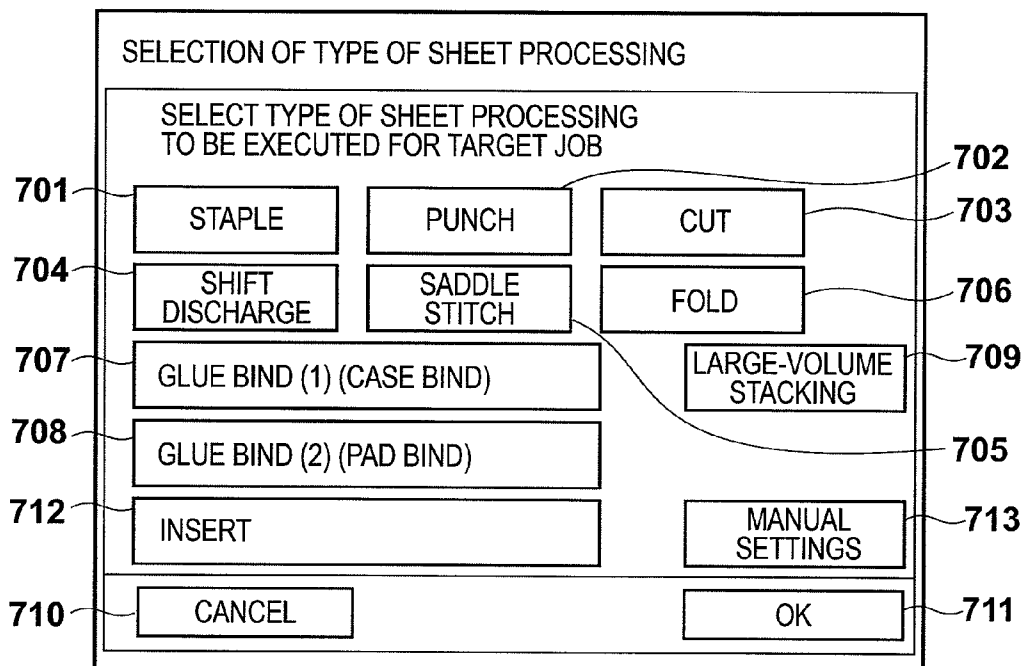 SELECTION OF TYPE OF SHEET PROCESSING
SELECT TYPE OF SHEET PROCESSING
TO BE EXECUTED FOR TARGET JOB
702
701
STAPLE
PUNCH
CUT
703
704
SHIFT
DISCHARGE
SADDLE
STITCH
FOLD
706
707
GLUE BIND (1) (CASE BIND)
LARGE-VOLUME
STACKING
709
708
GLUE BIND (2) (PAD BIND)
705
712
INSERT
MANUAL
SETTINGS
713
710
CANCEL
OK
711